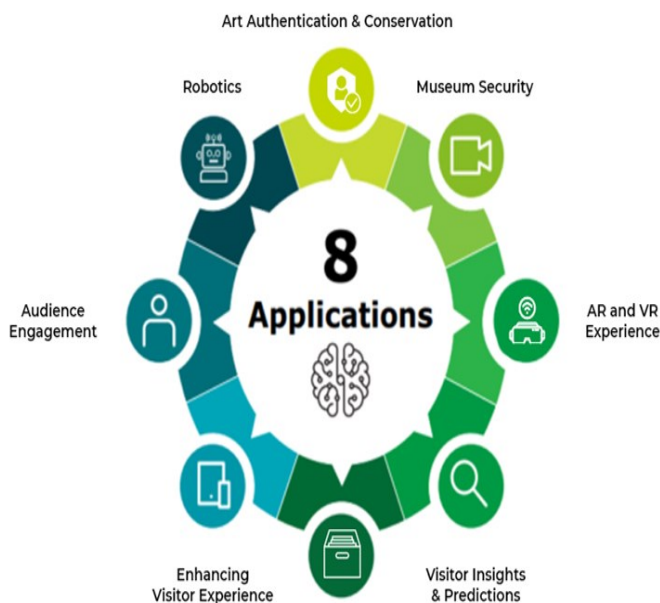 Art Authentication & Conservation
Robotics
Museum Security
8
Applications
Audience
Engagement
AR and VR
Experience
Enhancing
Visitor Experience
Visitor Insights
& Predictions